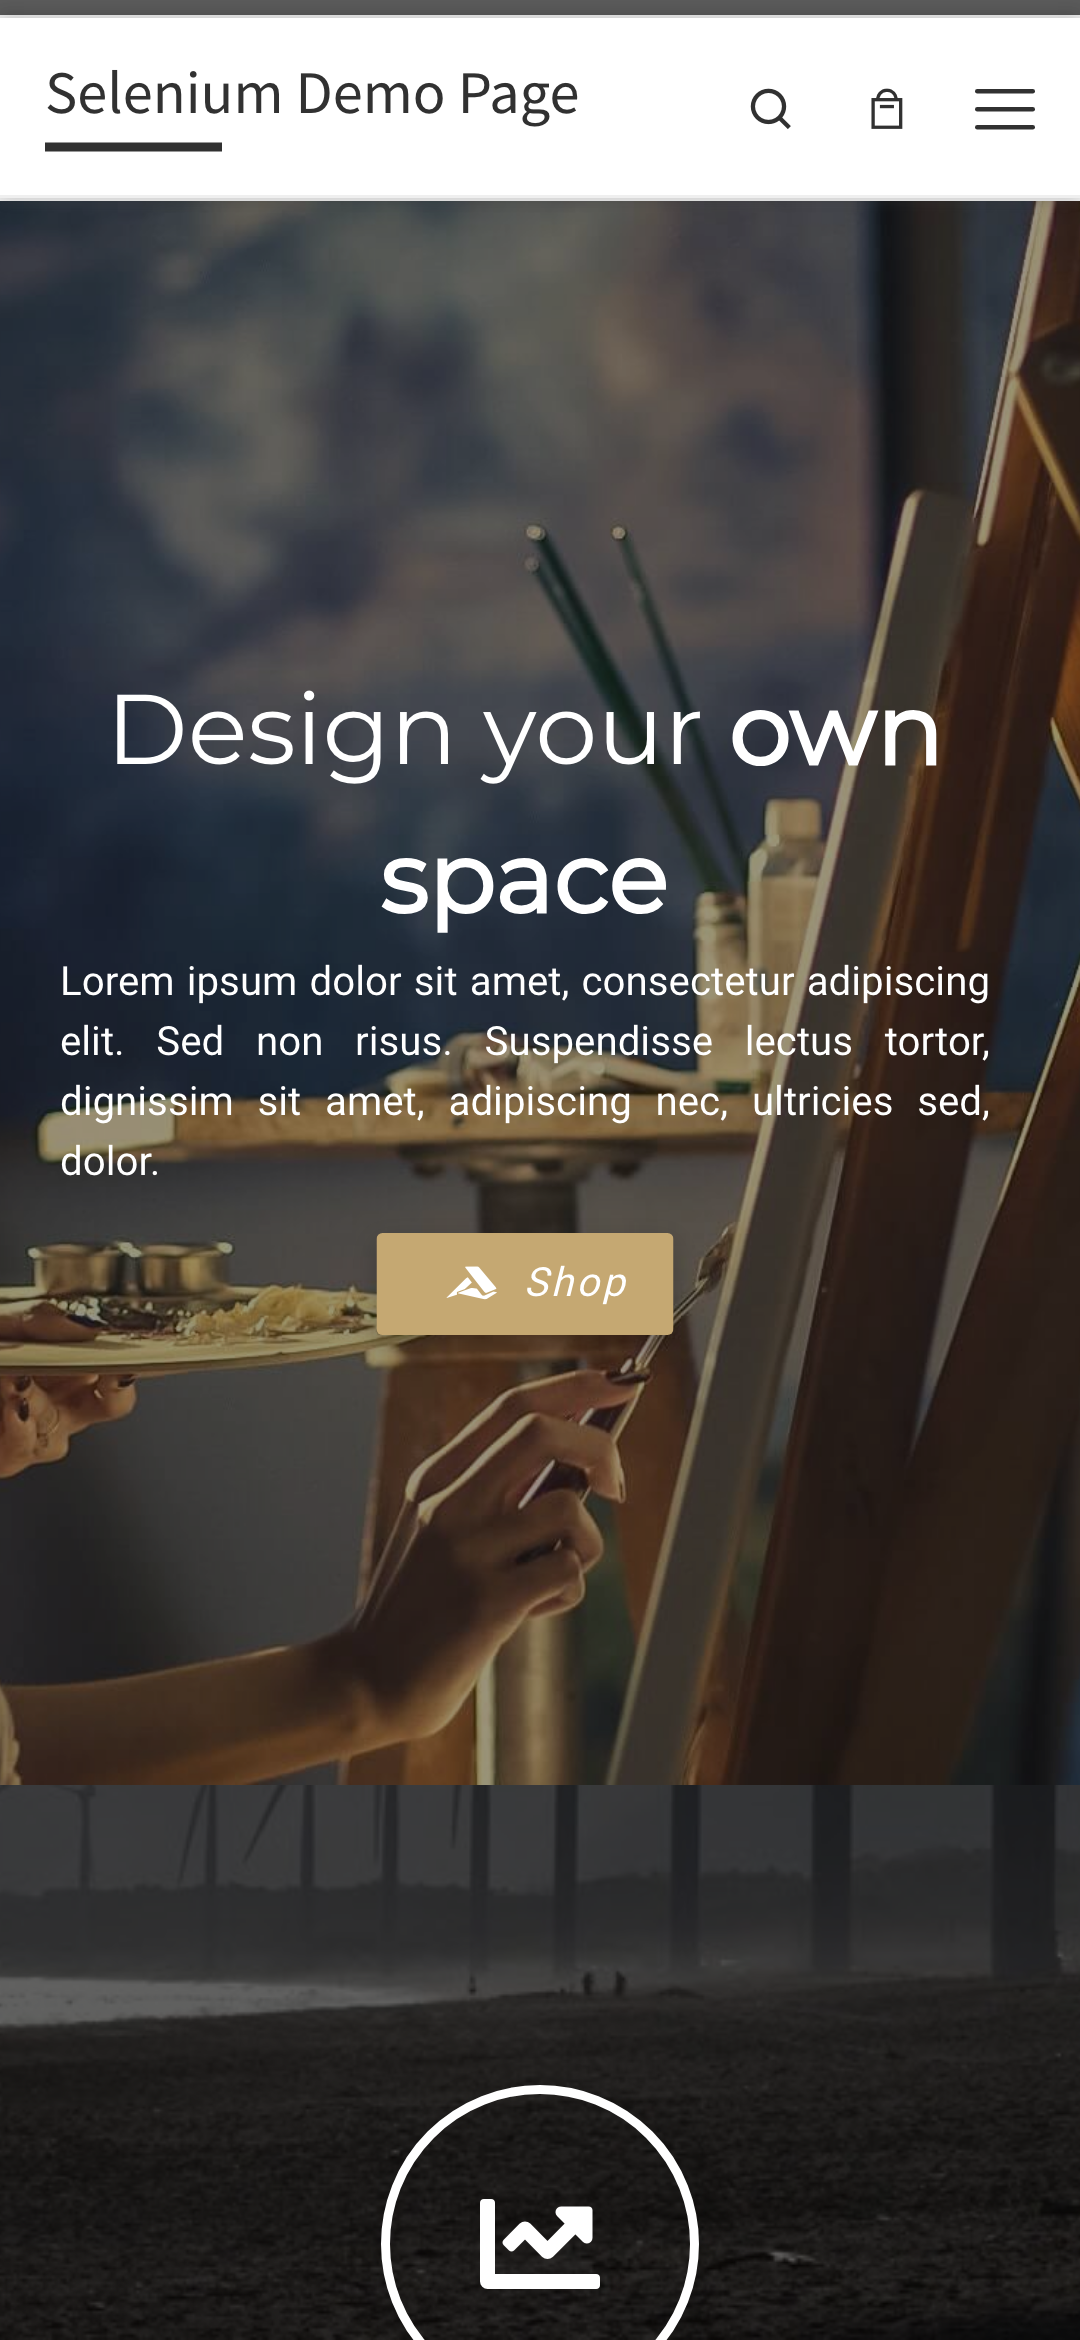 Selenium Demo Page
Design your own
space
Lorem ipsum dolor sit amet, consectetur adipiscing
elit. Sed non risus. Suspendisse lectus tortor,
dignissim sit amet, adipiscing nec, ultricies sed,
dolor.
Shop